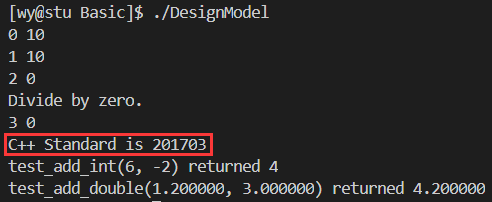 [wy@stu Basic]$ ./DesignModel
0 10
1 10
2 0
Divide by zero.
3 0
C++ Standard is 201703
test_add_int(6, -2) returned 4
test_add_double(1.200000, 3.000000) returned 4.200000